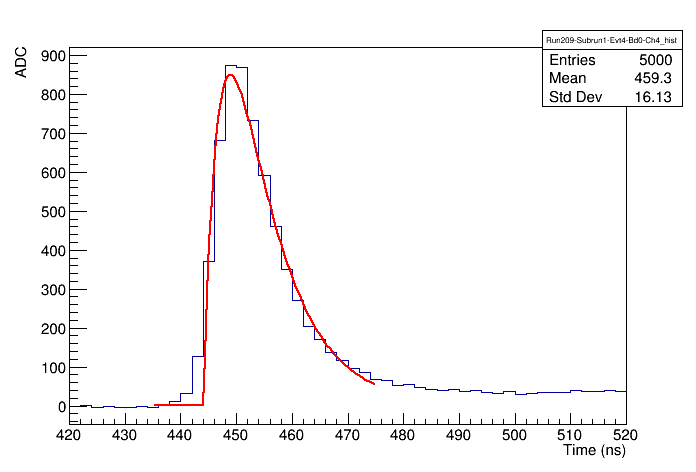 Run209-Subrun1-Evt4-Bd0-Ch4_hist
Entries 5000
Mean 459.3
Std Dev 16.13
ADC
900
800
700
600
500
400
300
200
100
0
420 430 440 450 460 470 480 490 500 510 520
Time (ns)